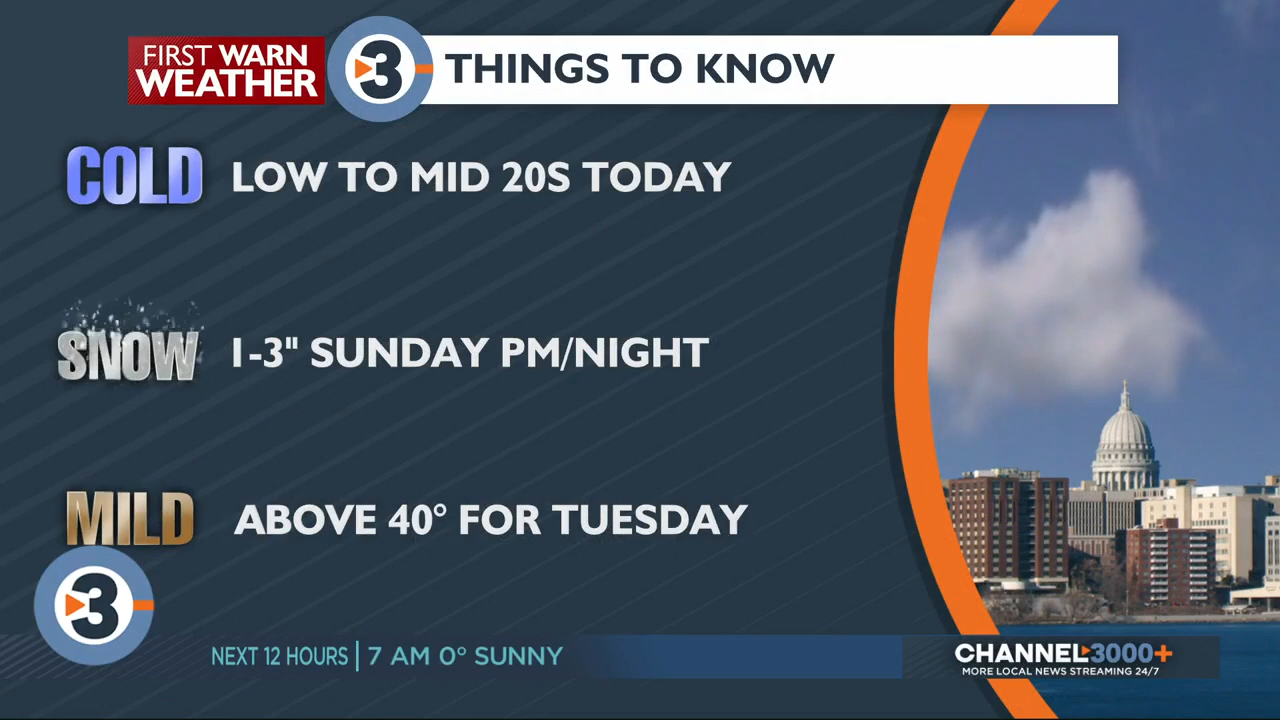 FIRST WARN
WEATHER
3 THINGS TO KNOW
COLD LOW TO MID 20S TODAY
SNOW 1-3" SUNDAY PM/NIGHT
MILD ABOVE 40° FOR TUESDAY
3
NEXT 12 HOURS | 7 AM 0° SUNNY
CHANNEL3000+
MORE LOCAL NEWS STREAMING 24/7